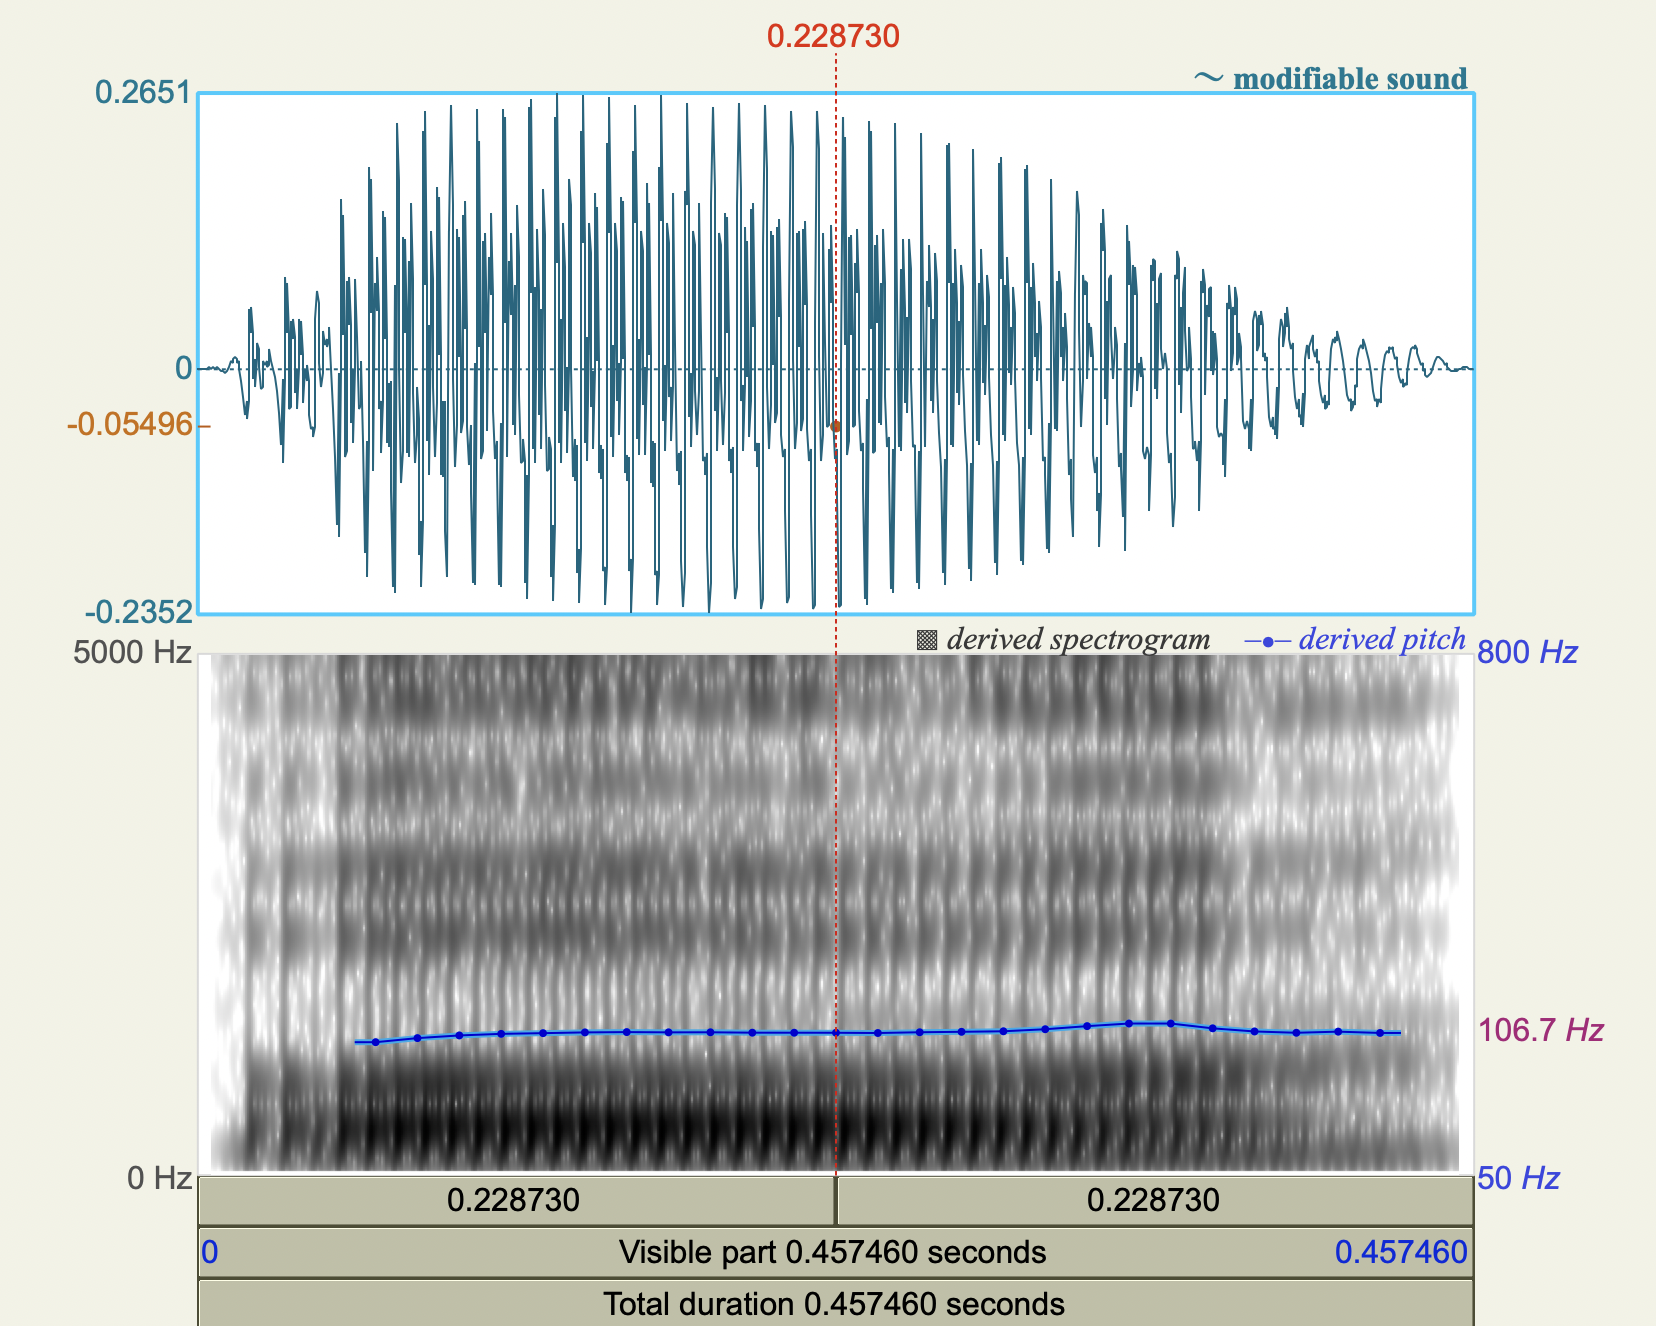 0.228730
0.2651
~ modifiable sound
0
-0.05496
-0.2352
derived spectrogram
derived pitch
5000 Hz
800 Hz
106.7 Hz
0 Hz
50 Hz
0.228730 0.228730
0 Visible part 0.457460 seconds 0.457460
Total duration 0.457460 seconds